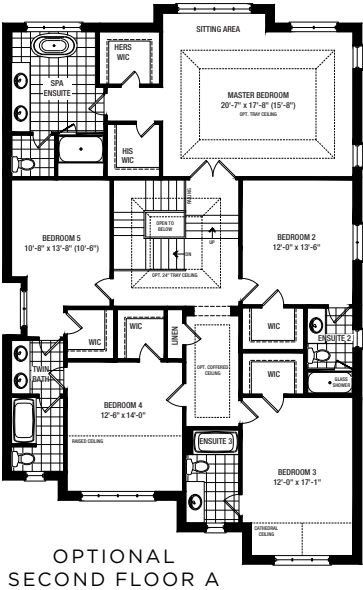 SITTING AREA
HERS
WIC
SPA
ENSUITE
MASTER BEDROOM
20'-7" x 17'-8" (15'-8")
OPT. TRAY CEILING
HIS
WIC
RAILING
OPEN TO
BELOW
UP
DN
OPT. 24" TRAY CEILING
BEDROOM 5
10'-8" x 13'-8" (10'-6")
BEDROOM 2
12'-0" x 13'-6"
WIC
WIC
LINEN
WIC
ENSUITE 2
TWIN
BATH
OPT. COFFERED
CEILING
WIC
GLASS
SHOWER
BEDROOM 4
12'-6" x 14'-0"
RAISED CEILING
ENSUITE 3
BEDROOM 3
12'-0" x 17'-1"
CATHEDRAL
CEILING
OPTIONAL
SECOND FLOOR A